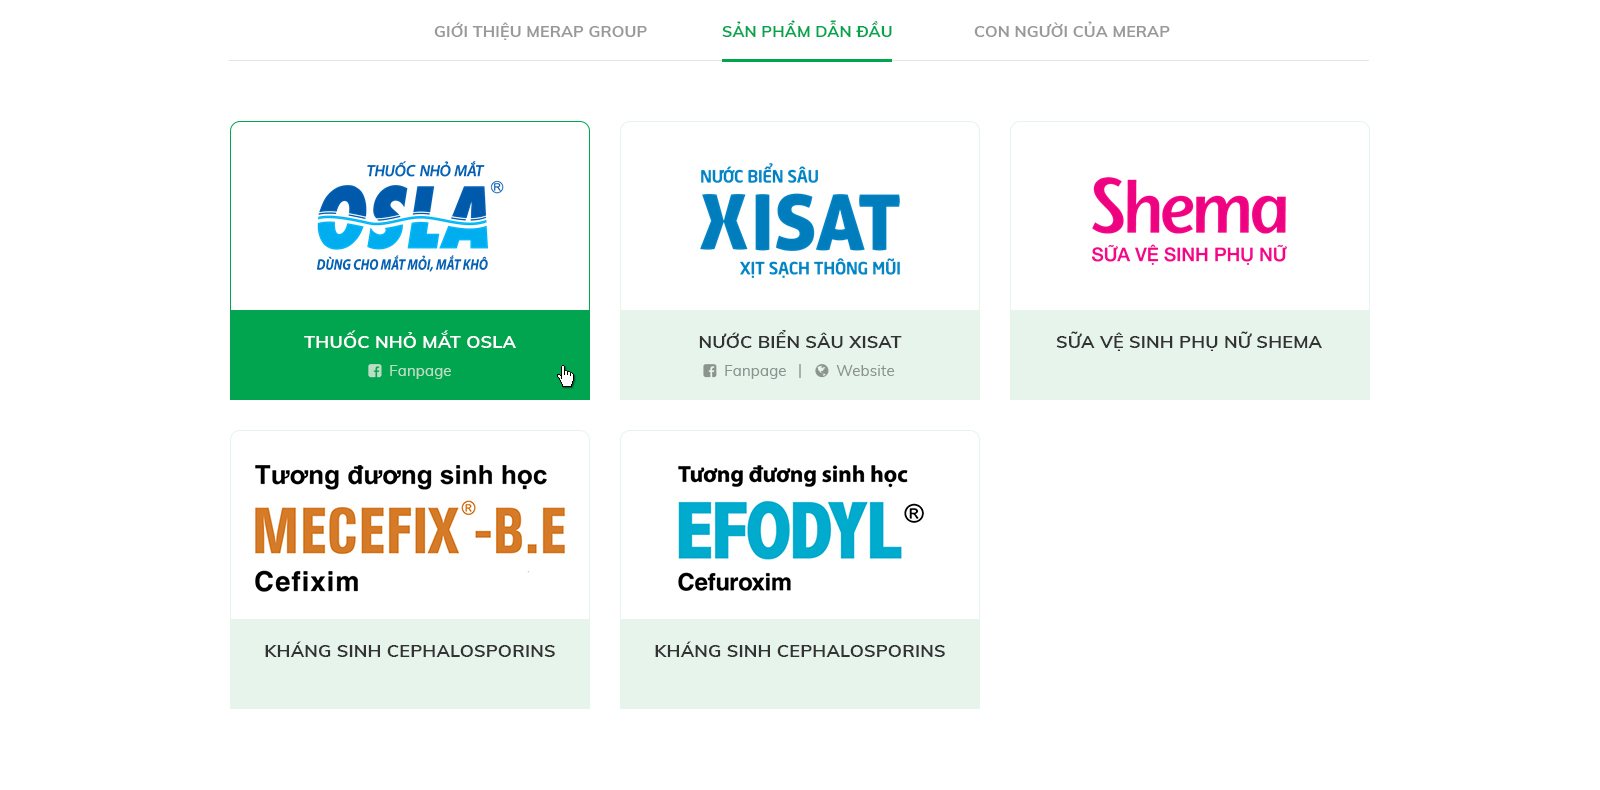 GIỚI THIỆU MERAP GROUP
SẢN PHẨM DẪN ĐẦU
CON NGƯỜI CỦA MERAP
THUỐC NHỎ MẮT
OSLA®
DÙNG CHO MẮT MỎI, MẮT KHÔ
THUỐC NHỎ MẮT OSLA
Fanpage
NƯỚC BIỂN SÂU
XISAT
XỊT SẠCH THÔNG MŨI
NƯỚC BIỂN SÂU XISAT
Fanpage | Website
Shema
SỮA VỆ SINH PHỤ NỮ
SỮA VỆ SINH PHỤ NỮ SHEMA
Tương đương sinh học
MECEFIX®-B.E
Cefixim
KHÁNG SINH CEPHALOSPORINS
Tương đương sinh học
EFODYL®
Cefuroxim
KHÁNG SINH CEPHALOSPORINS